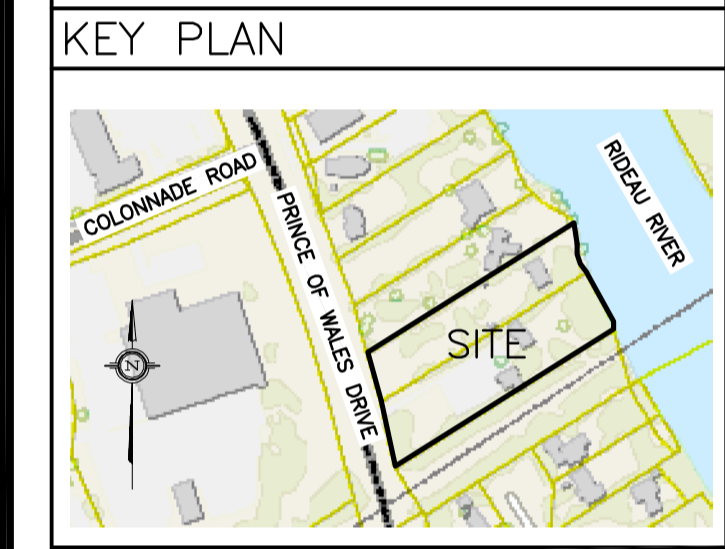 KEY PLAN
COLONNADE ROAD
PRINCE OF WALES DRIVE
RIDEAU RIVER
SITE
N